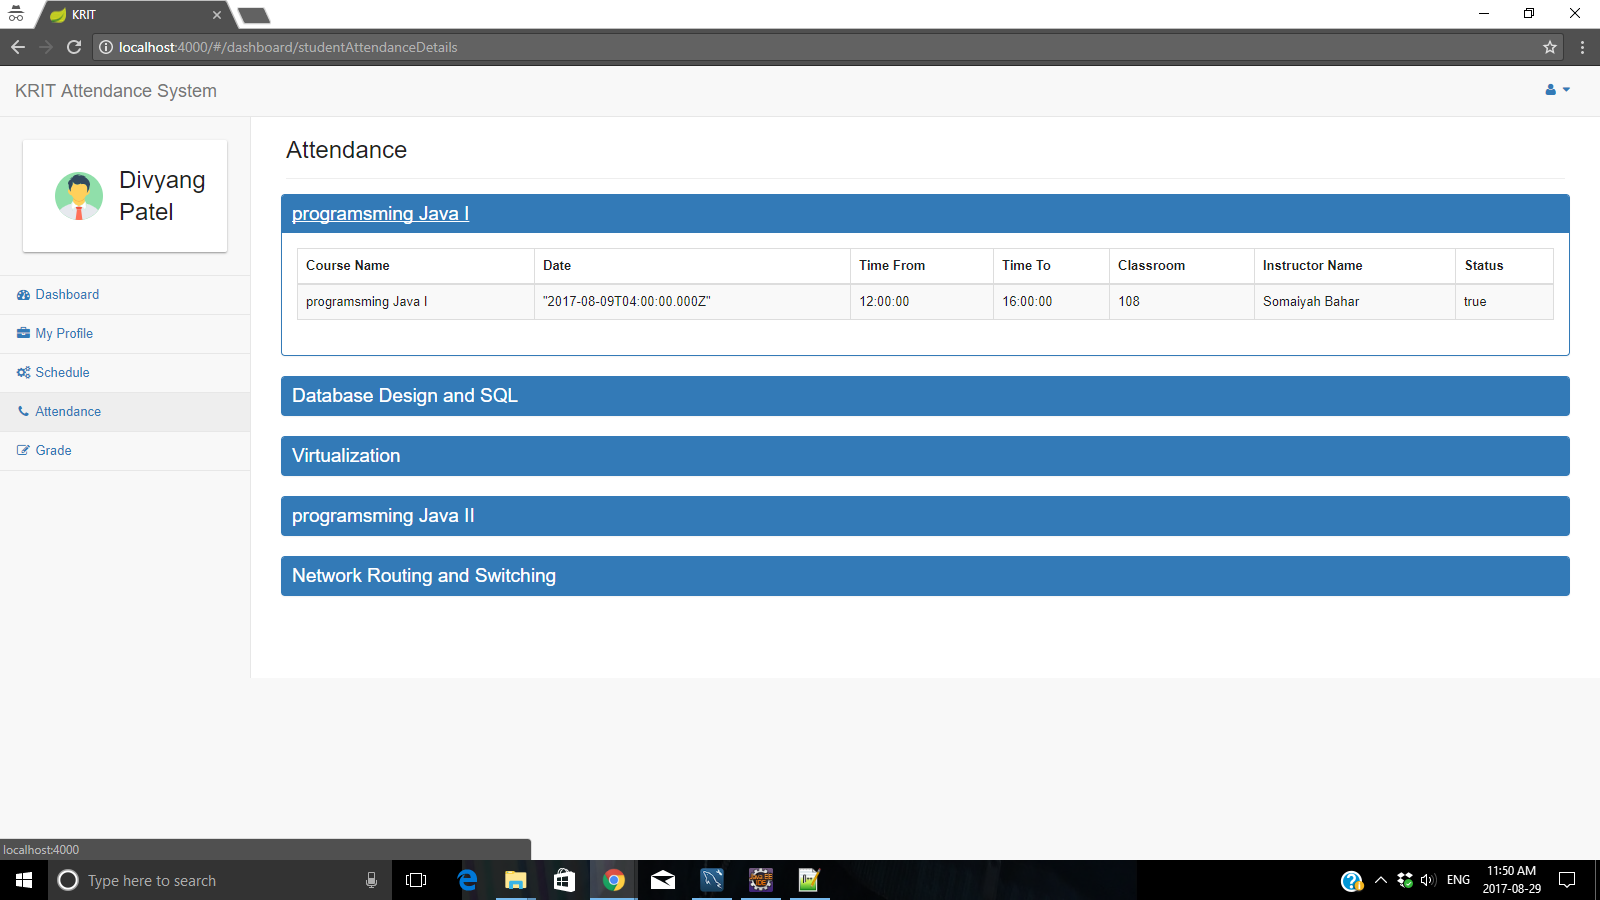 KRIT
localhost:4000/#/dashboard/studentAttendanceDetails
KRIT Attendance System
Divyang
Patel
Dashboard
My Profile
Schedule
Attendance
Grade
Attendance
programsming Java I
Course Name Date Time From Time To Classroom Instructor Name Status
programsming Java I "2017-08-09T04:00:00.000Z" 12:00:00 16:00:00 108 Somaiyah Bahar true
Database Design and SQL
Virtualization
programsming Java II
Network Routing and Switching
localhost:4000
Type here to search
ENG
11:50 AM
2017-08-29